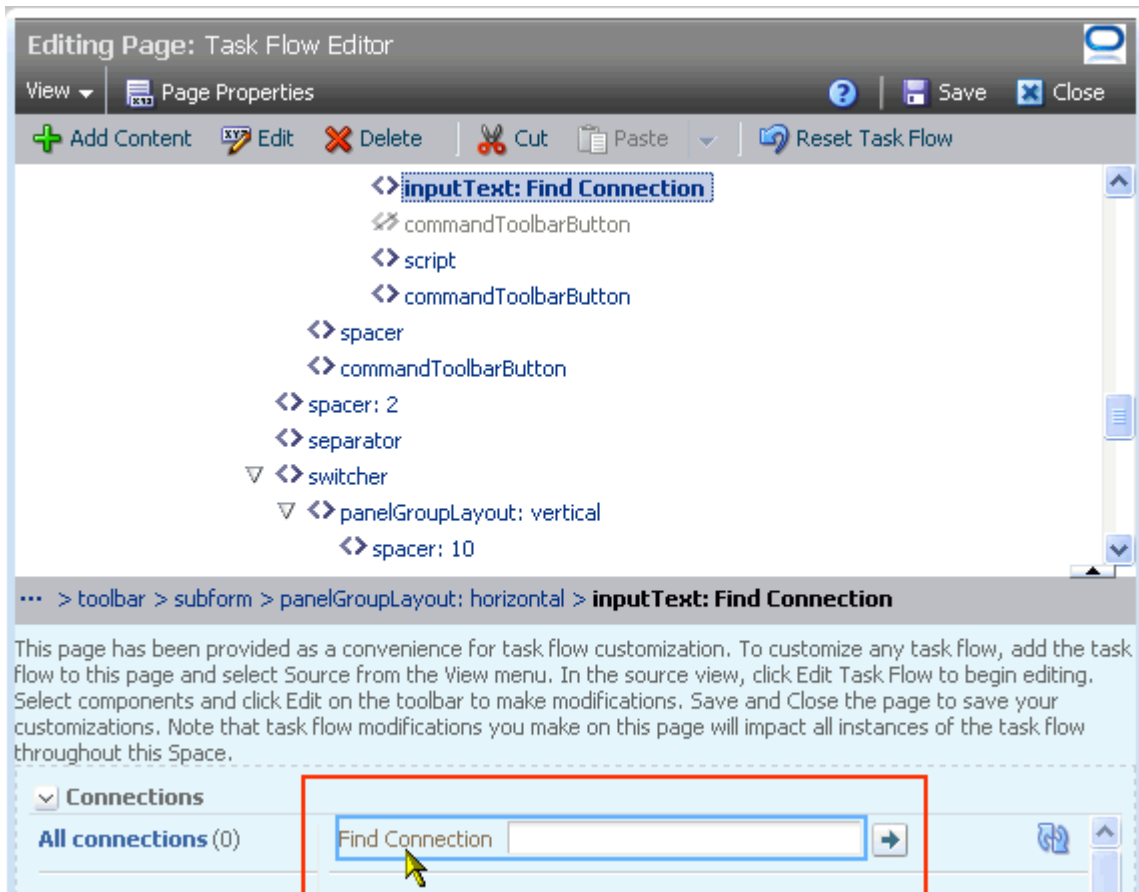 Editing Page: Task Flow Editor
View Page Properties ? Save Close
Add Content Edit Delete Cut Paste Reset Task Flow
inputText: Find Connection
commandToolbarButton
script
commandToolbarButton
spacer
commandToolbarButton
spacer: 2
separator
switcher
panelGroupLayout: vertical
spacer: 10
... > toolbar > subform > panelGroupLayout: horizontal > inputText: Find Connection
This page has been provided as a convenience for task flow customization. To customize any task flow, add the task
flow to this page and select Source from the View menu. In the source view, click Edit Task Flow to begin editing.
Select components and click Edit on the toolbar to make modifications. Save and Close the page to save your
customizations. Note that task flow modifications you make on this page will impact all instances of the task flow
throughout this Space.
Connections
All connections (0) Find Connection